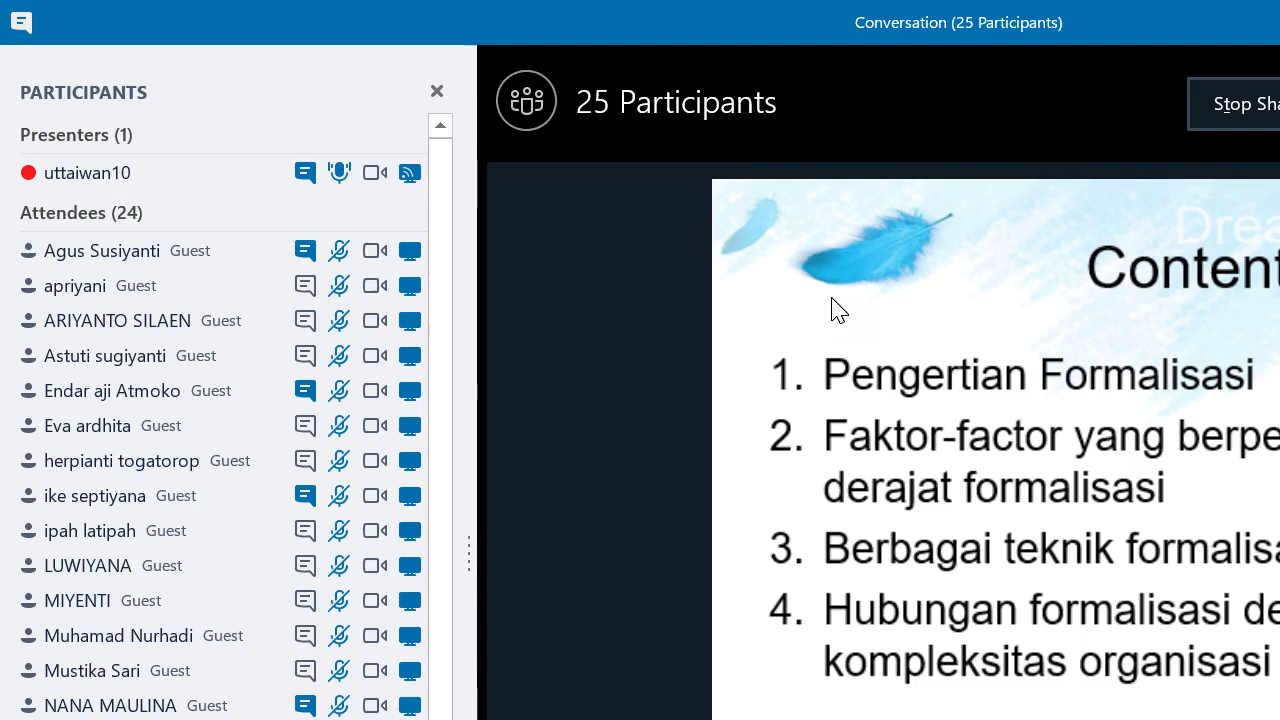 Conversation (25 Participants)
PARTICIPANTS
Presenters (1)
uttaiwan10
Attendees (24)
Agus Susiyanti Guest
apriyani Guest
ARIYANTO SILAEN Guest
Astuti sugiyanti Guest
Endar aji Atmoko Guest
Eva ardhita Guest
herpianti togatorop Guest
ike septiyana Guest
ipah latipah Guest
LUWIYANA Guest
MIYENTI Guest
Muhamad Nurhadi Guest
Mustika Sari Guest
NANA MAULINA Guest
25 Participants
Stop Sha
Drea
Content
1. Pengertian Formalisasi
2. Faktor-factor yang berpe
derajat formalisasi
3. Berbagai teknik formalisa
4. Hubungan formalisasi de
kompleksitas organisasi